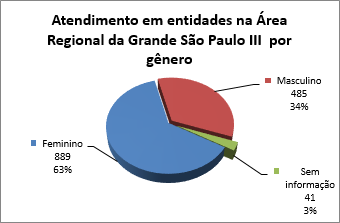 Atendimento em entidades na Área
Regional da Grande São Paulo III por
gênero
Masculino
485
34%
Feminino
889
63%
Sem
informação
41
3%